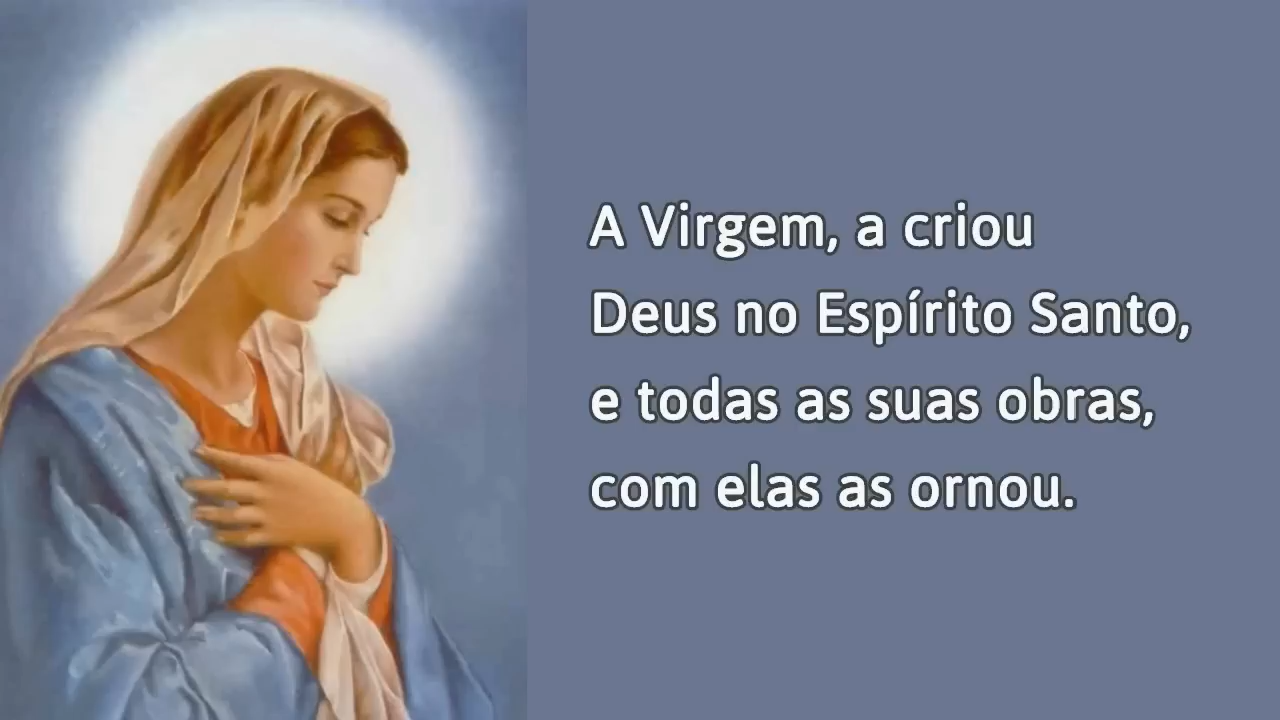 A Virgem, a criou
Deus no Espírito Santo,
e todas as suas obras,
com elas as ornou.